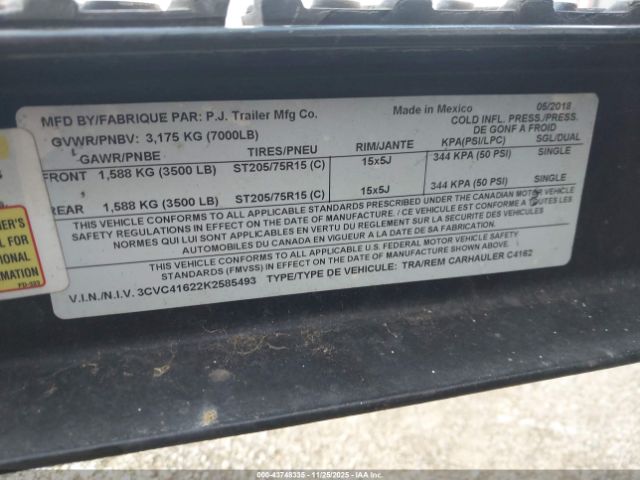 MFD BY/FABRIQUE PAR: P.J. Trailer Mfg Co. Made in Mexico 05/2018
GVWR/PNBV: 3,175 KG (7000LB) COLD INFL. PRESS./PRESS.
DE GONF A FROID
GAWR/PNBE TIRES/PNEU RIM/JANTE KPA(PSI/LPC) SGL/DUAL
FRONT 1,588 KG (3500 LB) ST205/75R15 (C) 15x5J 344 KPA (50 PSI) SINGLE
REAR 1,588 KG (3500 LB) ST205/75R15 (C) 15x5J 344 KPA (50 PSI) SINGLE
THIS VEHICLE CONFORMS TO ALL APPLICABLE STANDARDS PRESCRIBED UNDER THE CANADIAN MOTOR VEHICLE
SAFETY REGULATIONS IN EFFECT ON THE DATE OF MANUFACTURE. / CE VEHICULE EST CONFORME A TOUTES LES
NORMES QUI LUI SONT APPLICABLES EN VERTU DU REGLEMENT SUR LA SECURITE DES VEHICULES
AUTOMOBILES DU CANADA EN VIGUEUR A LA DATE DE SA FABRICATION.
THIS VEHICLE CONFORMS TO ALL APPLICABLE U.S. FEDERAL MOTOR VEHICLE SAFETY
STANDARDS (FMVSS) IN EFFECT ON THE DATE OF MANUFACTURE SHOWN ABOVE.
V.I.N./N.I.V. 3CVC41622K2585493 TYPE/TYPE DE VEHICULE: TRA/REM CARHAULER C4162
ER'S
L FOR
IONAL
RMATION
000-43748335 - 11/25/2025 - IAAI.CA